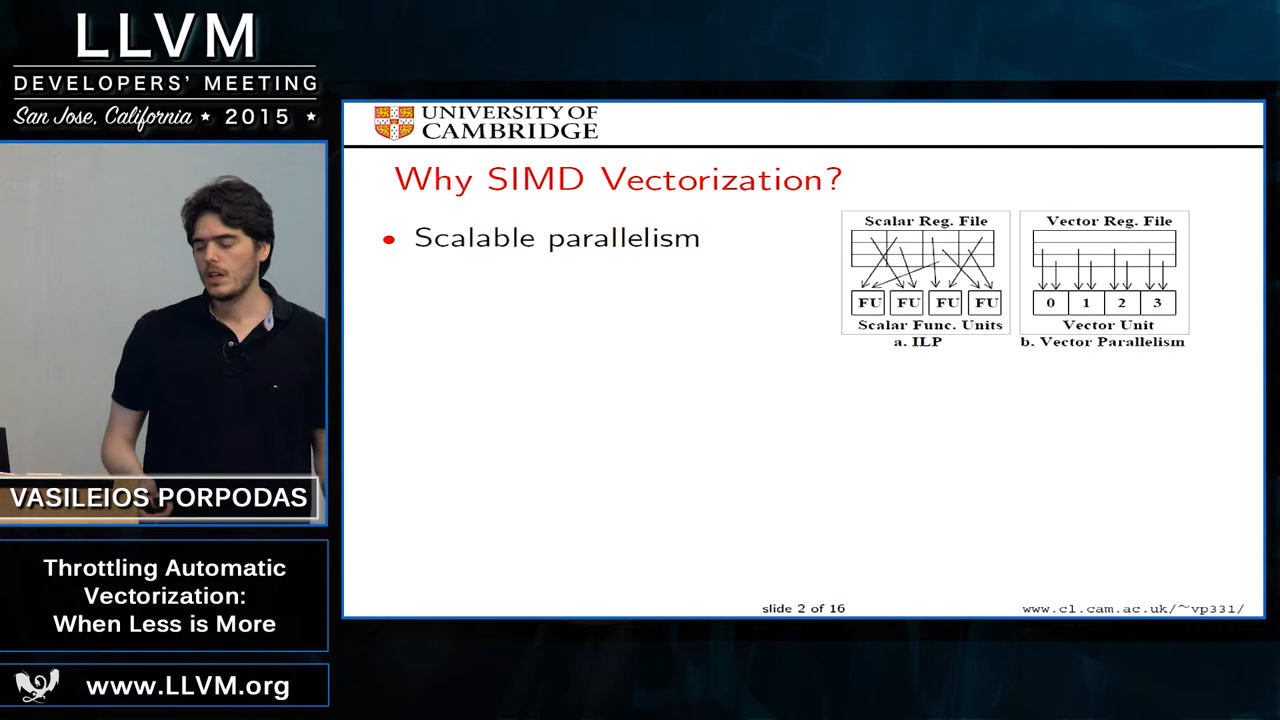 LLVM
DEVELOPERS' MEETING
San Jose, California ★ 2015 ★
UNIVERSITY OF
CAMBRIDGE
Why SIMD Vectorization?
• Scalable parallelism
Scalar Reg. File
FU FU FU FU
Scalar Func. Units
a. ILP
Vector Reg. File
0 1 2 3
Vector Unit
b. Vector Parallelism
slide 2 of 16
www.cl.cam.ac.uk/~vp331/
VASILEIOS PORPODAS
Throttling Automatic
Vectorization:
When Less is More
www.LLVM.org